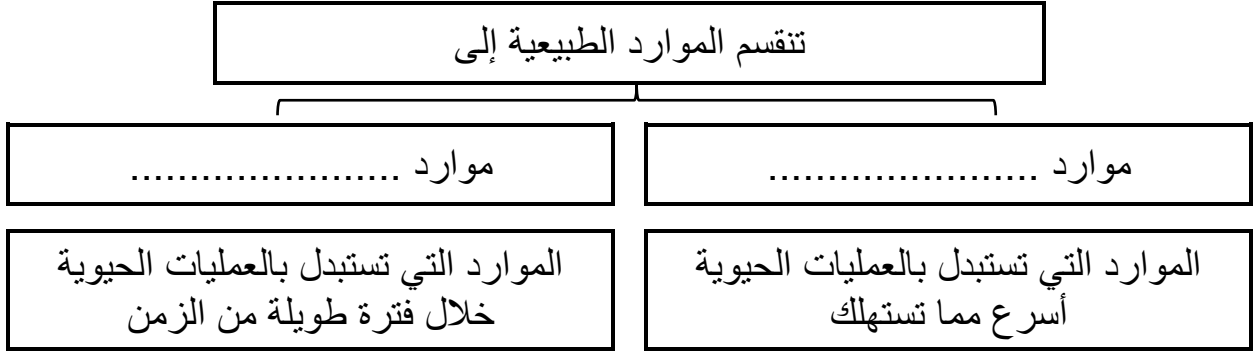 تنقسم الموارد الطبيعية إلى
موارد .......................
موارد .......................
الموارد التي تستبدل بالعمليات الحيوية
أسرع مما تستهلك
الموارد التي تستبدل بالعمليات الحيوية
خلال فترة طويلة من الزمن